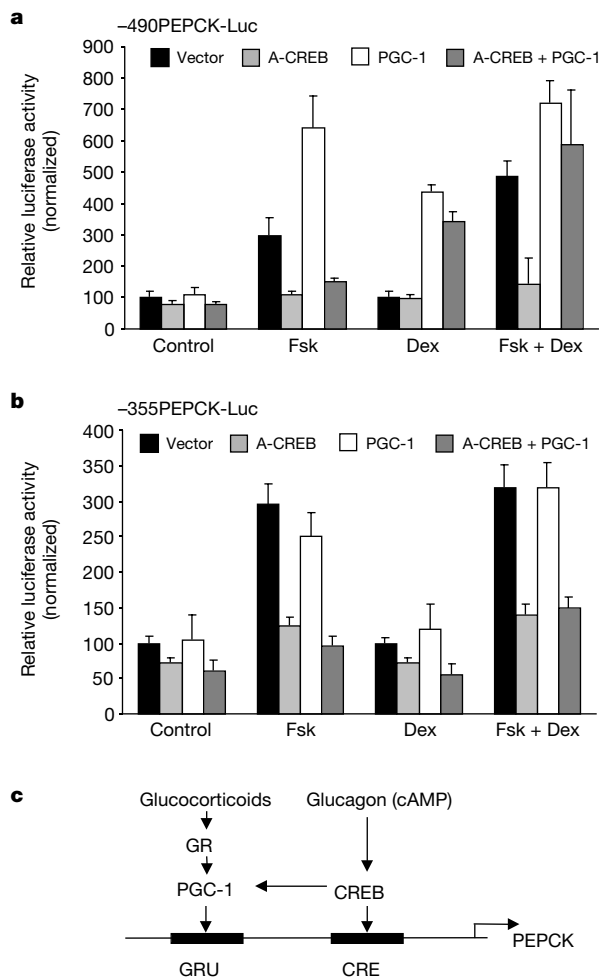 a
–490PEPCK-Luc
Vector A-CREB PGC-1 A-CREB + PGC-1
Relative luciferase activity
(normalized)
900
800
700
600
500
400
300
200
100
0
Control Fsk Dex Fsk + Dex
b
–355PEPCK-Luc
Vector A-CREB PGC-1 A-CREB + PGC-1
Relative luciferase activity
(normalized)
400
350
300
250
200
150
100
50
0
Control Fsk Dex Fsk + Dex
c
Glucocorticoids Glucagon (cAMP)
GR
PGC-1 CREB
PEPCK
GRU CRE